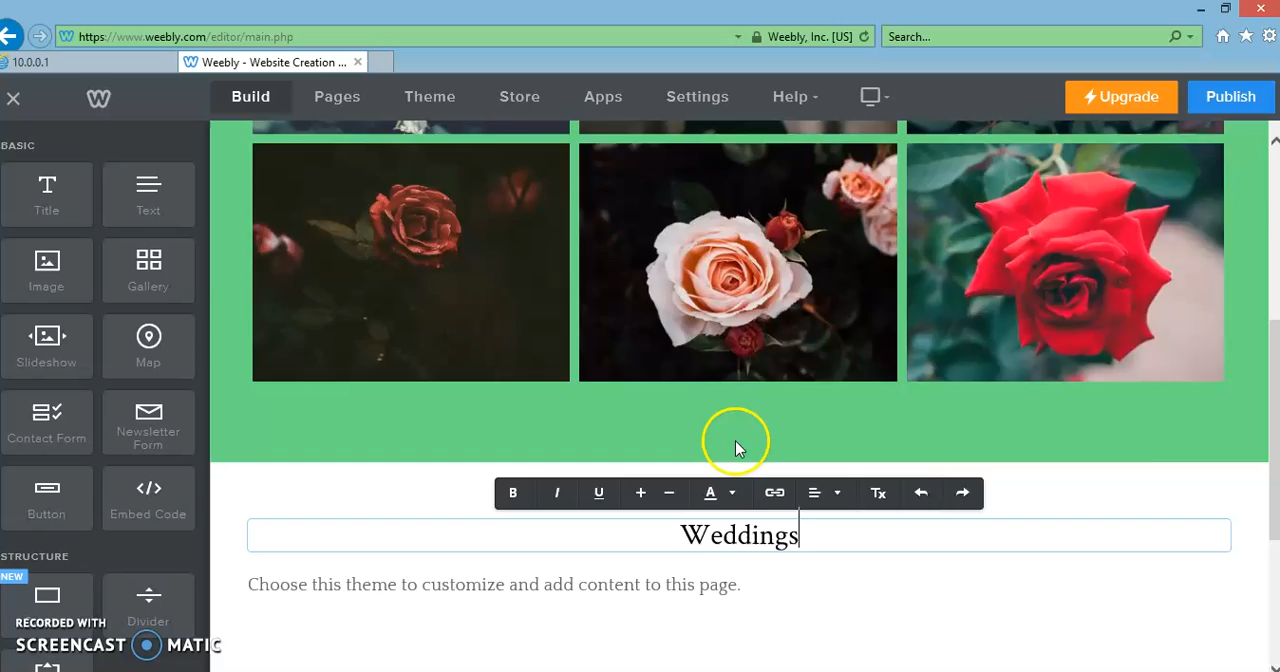 https://www.weebly.com/editor/main.php
Weebly, Inc. [US]
Search...
10.0.0.1
Weebly - Website Creation ...
Build
Pages
Theme
Store
Apps
Settings
Help
Upgrade
Publish
BASIC
Title
Text
Image
Gallery
Slideshow
Map
Contact Form
Newsletter
Form
Button
Embed Code
STRUCTURE
NEW
Divider
B I U + − A Tx
Weddings
Choose this theme to customize and add content to this page.
RECORDED WITH
SCREENCAST MATIC